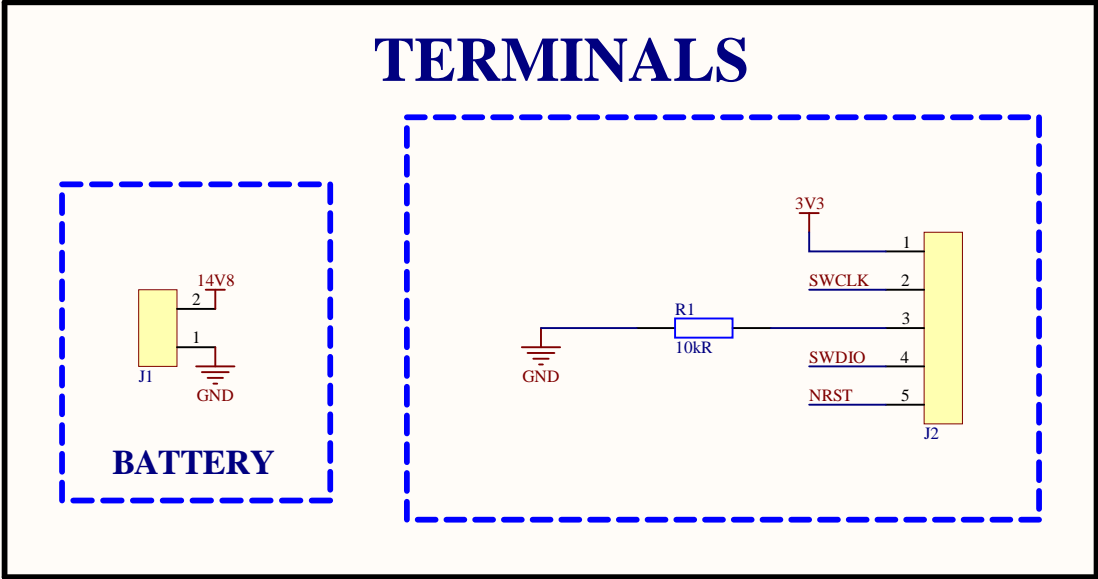 TERMINALS
14V8
2
1
J1
GND
BATTERY
3V3
1
SWCLK
2
R1
3
10kR
GND
SWDIO
4
NRST
5
J2